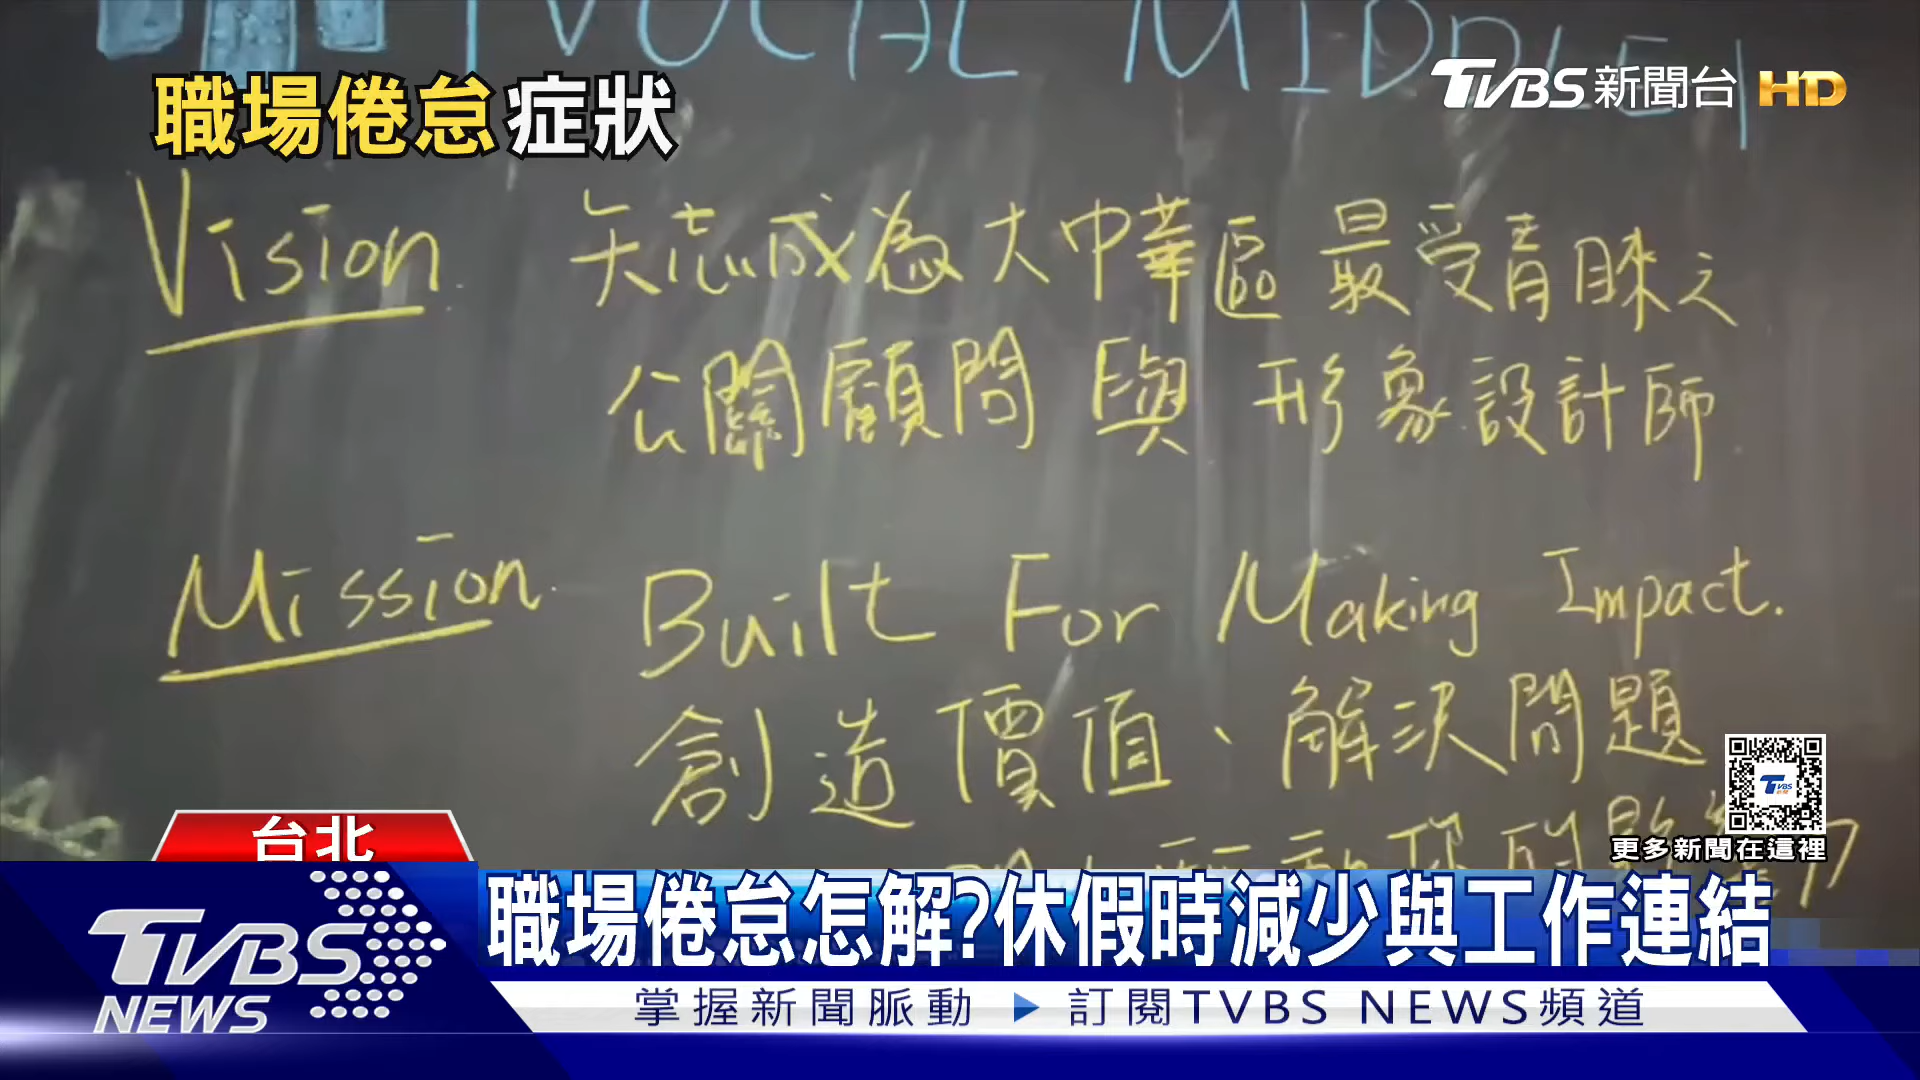 VOCAL MIDDLE
TVBS新聞台 HD
職場倦怠症狀
Vision 矢志成為大中華區最受青睞之
公關顧問與形象設計師
Mission Built For Making Impact.
創造價值、解決問題
更多新聞在這裡
台北
職場倦怠怎解?休假時減少與工作連結
TVBS NEWS
掌握新聞脈動 ▶ 訂閱TVBS NEWS頻道